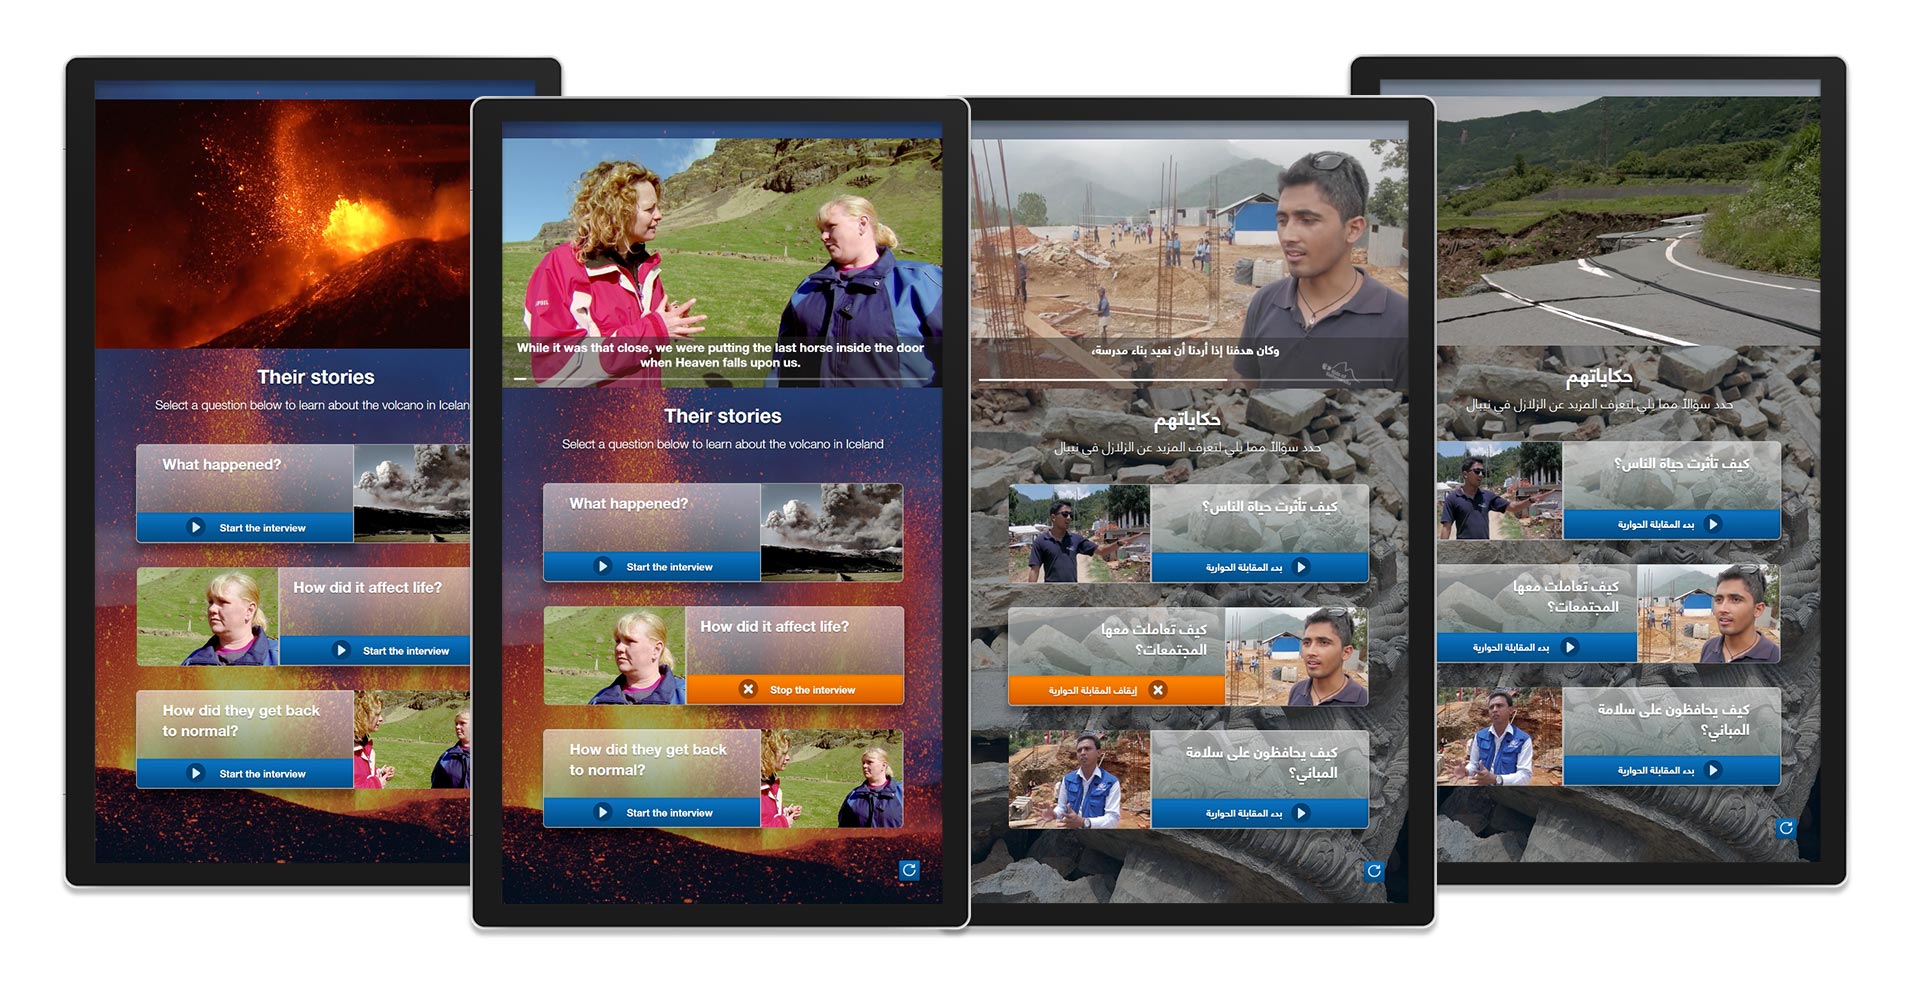 Their stories
Select a question below to learn about the volcano in Icelan
What happened?
Start the interview
How did it affect life?
Start the interview
How did they get back
to normal?
Start the interview
While it was that close, we were putting the last horse inside the door
when Heaven falls upon us.
Their stories
Select a question below to learn about the volcano in Iceland
What happened?
Start the interview
How did it affect life?
Stop the interview
How did they get back
to normal?
Start the interview
وكان هدفنا إذا أردنا أن نعيد بناء مدرسة،
حكاياتهم
حدد سؤالاً مما يلي لتعرف المزيد عن الزلازل في نيبال
كيف تأثرت حياة الناس؟
بدء المقابلة الحوارية
كيف تعاملت معها
المجتمعات؟
إيقاف المقابلة الحوارية
كيف يحافظون على سلامة
المباني؟
بدء المقابلة الحوارية
حكاياتهم
حدد سؤالاً مما يلي لتعرف المزيد عن الزلازل في نيبال
كيف تأثرت حياة الناس؟
بدء المقابلة الحوارية
كيف تعاملت معها
المجتمعات؟
بدء المقابلة الحوارية
كيف يحافظون على سلامة
المباني؟
بدء المقابلة الحوارية